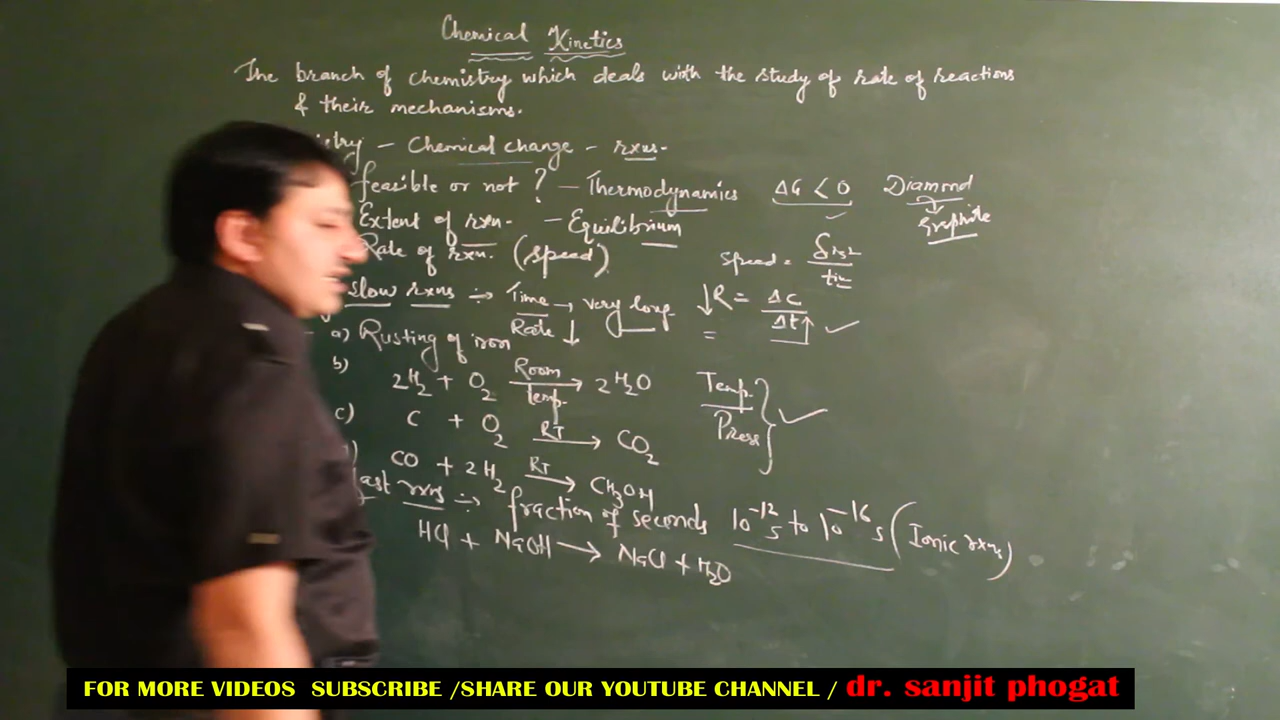 Chemical Kinetics
The branch of chemistry which deals with the study of rate of reactions
& their mechanisms.
istry – Chemical change – rxns.
feasible or not ? – Thermodynamics ΔG < 0 Diamond
↓
Graphite
Extent of rxn. – Equilibrium
Rate of rxn. (speed) speed =
slow rxns :- Time → very long ↓R = ΔC / Δt↑ ✓
Rate ↓ =
a) Rusting of iron
b) 2H₂ + O₂ Room temp. → 2H₂O Temp. Press } ✓
c) C + O₂ RT → CO₂
) CO + 2H₂ RT → CH₃OH
ast rxns :- fraction of seconds 10⁻¹² s to 10⁻¹⁶ s (Ionic rxns)
HCl + NaOH → NaCl + H₂O
FOR MORE VIDEOS SUBSCRIBE /SHARE OUR YOUTUBE CHANNEL / dr. sanjit phogat